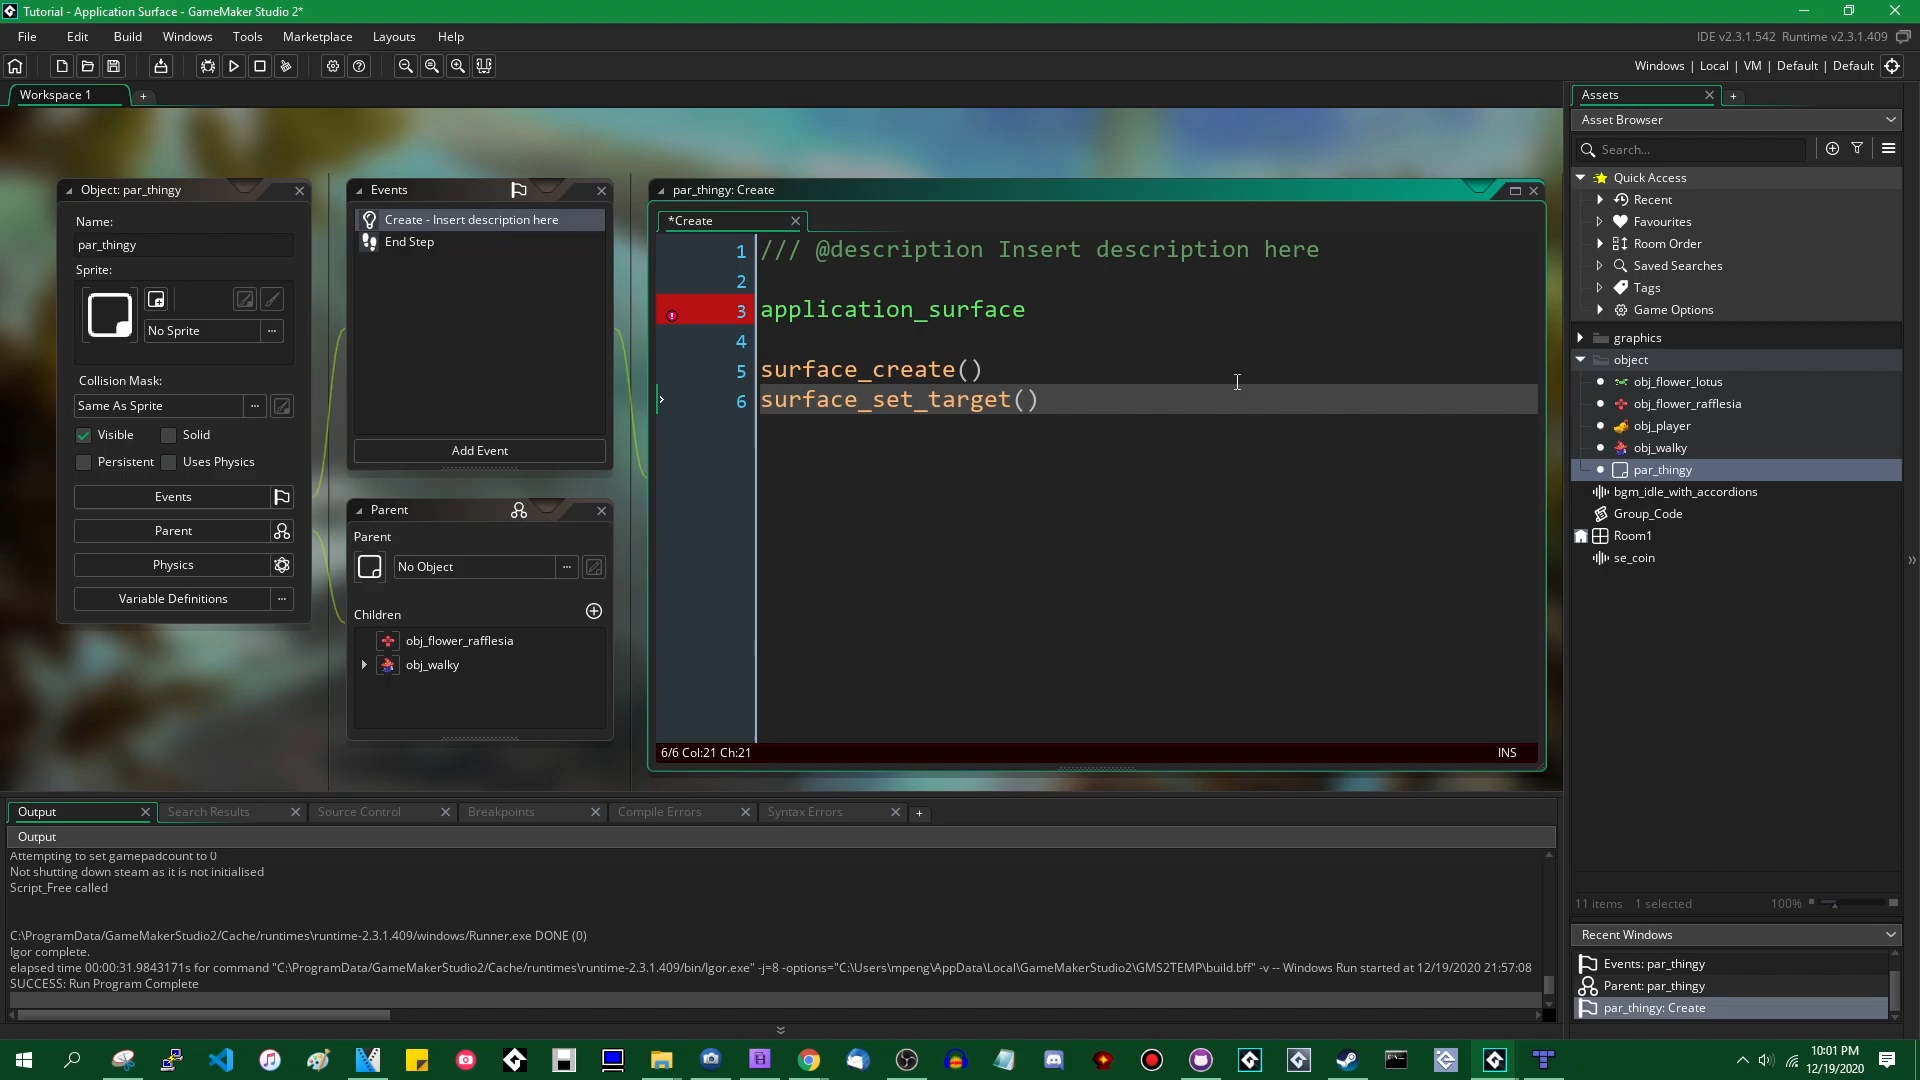 Tutorial - Application Surface - GameMaker Studio 2*
File Edit Build Windows Tools Marketplace Layouts Help
IDE v2.3.1.542 Runtime v2.3.1.409
Windows | Local | VM | Default | Default
Workspace 1
Object: par_thingy
Name:
par_thingy
Sprite:
No Sprite
Collision Mask:
Same As Sprite
Visible Solid
Persistent Uses Physics
Events
Parent
Physics
Variable Definitions
Events
Create - Insert description here
End Step
Add Event
Parent
Parent
No Object
Children
obj_flower_rafflesia
obj_walky
par_thingy: Create
*Create
1 /// @description Insert description here
2
3 application_surface
4
5 surface_create()
6 surface_set_target()
6/6 Col:21 Ch:21
INS
Assets
Asset Browser
Search...
Quick Access
Recent
Favourites
Room Order
Saved Searches
Tags
Game Options
graphics
object
obj_flower_lotus
obj_flower_rafflesia
obj_player
obj_walky
par_thingy
bgm_idle_with_accordions
Group_Code
Room1
se_coin
11 items 1 selected 100%
Recent Windows
Events: par_thingy
Parent: par_thingy
par_thingy: Create
Output Search Results Source Control Breakpoints Compile Errors Syntax Errors
Output
Attempting to set gamepadcount to 0
Not shutting down steam as it is not initialised
Script_Free called
C:\ProgramData/GameMakerStudio2/Cache/runtimes\runtime-2.3.1.409/windows/Runner.exe DONE (0)
Igor complete.
elapsed time 00:00:31.9843171s for command "C:\ProgramData/GameMakerStudio2/Cache/runtimes\runtime-2.3.1.409/bin/Igor.exe" -j=8 -options="C:\Users\mpeng\AppData\Local\GameMakerStudio2\GMS2TEMP\build.bff" -v -- Windows Run started at 12/19/2020 21:57:08
SUCCESS: Run Program Complete
10:01 PM
12/19/2020